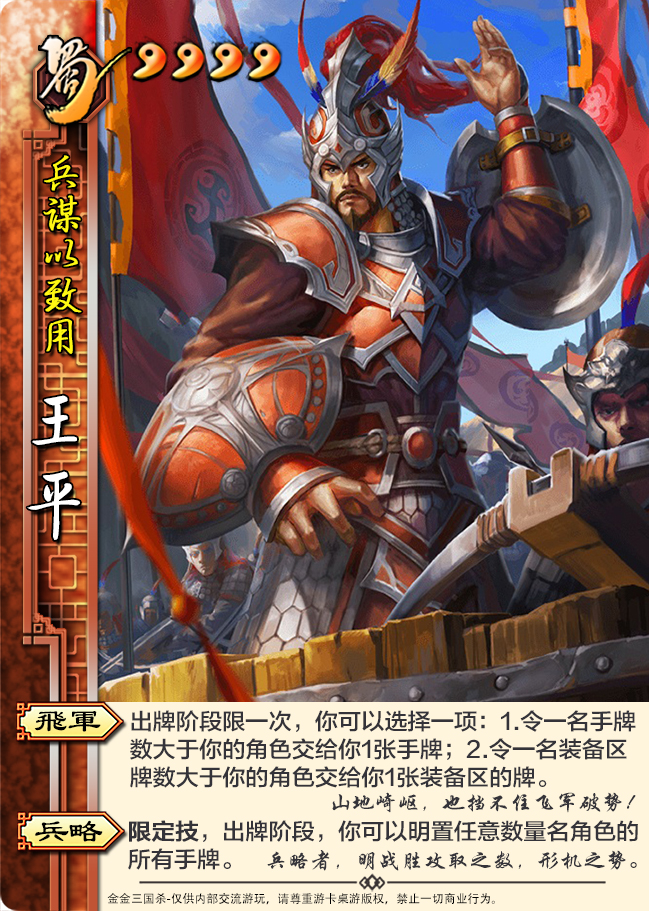 蜀
兵谋以致用
王平
飛軍
出牌阶段限一次，你可以选择一项：1.令一名手牌
数大于你的角色交给你1张手牌；2.令一名装备区
牌数大于你的角色交给你1张装备区的牌。
山地崎岖，也挡不住飞军破势！
兵略
限定技，出牌阶段，你可以明置任意数量名角色的
所有手牌。 兵略者，明战胜攻取之数，形机之势。
金金三国杀-仅供内部交流游玩，请尊重游卡桌游版权，禁止一切商业行为。